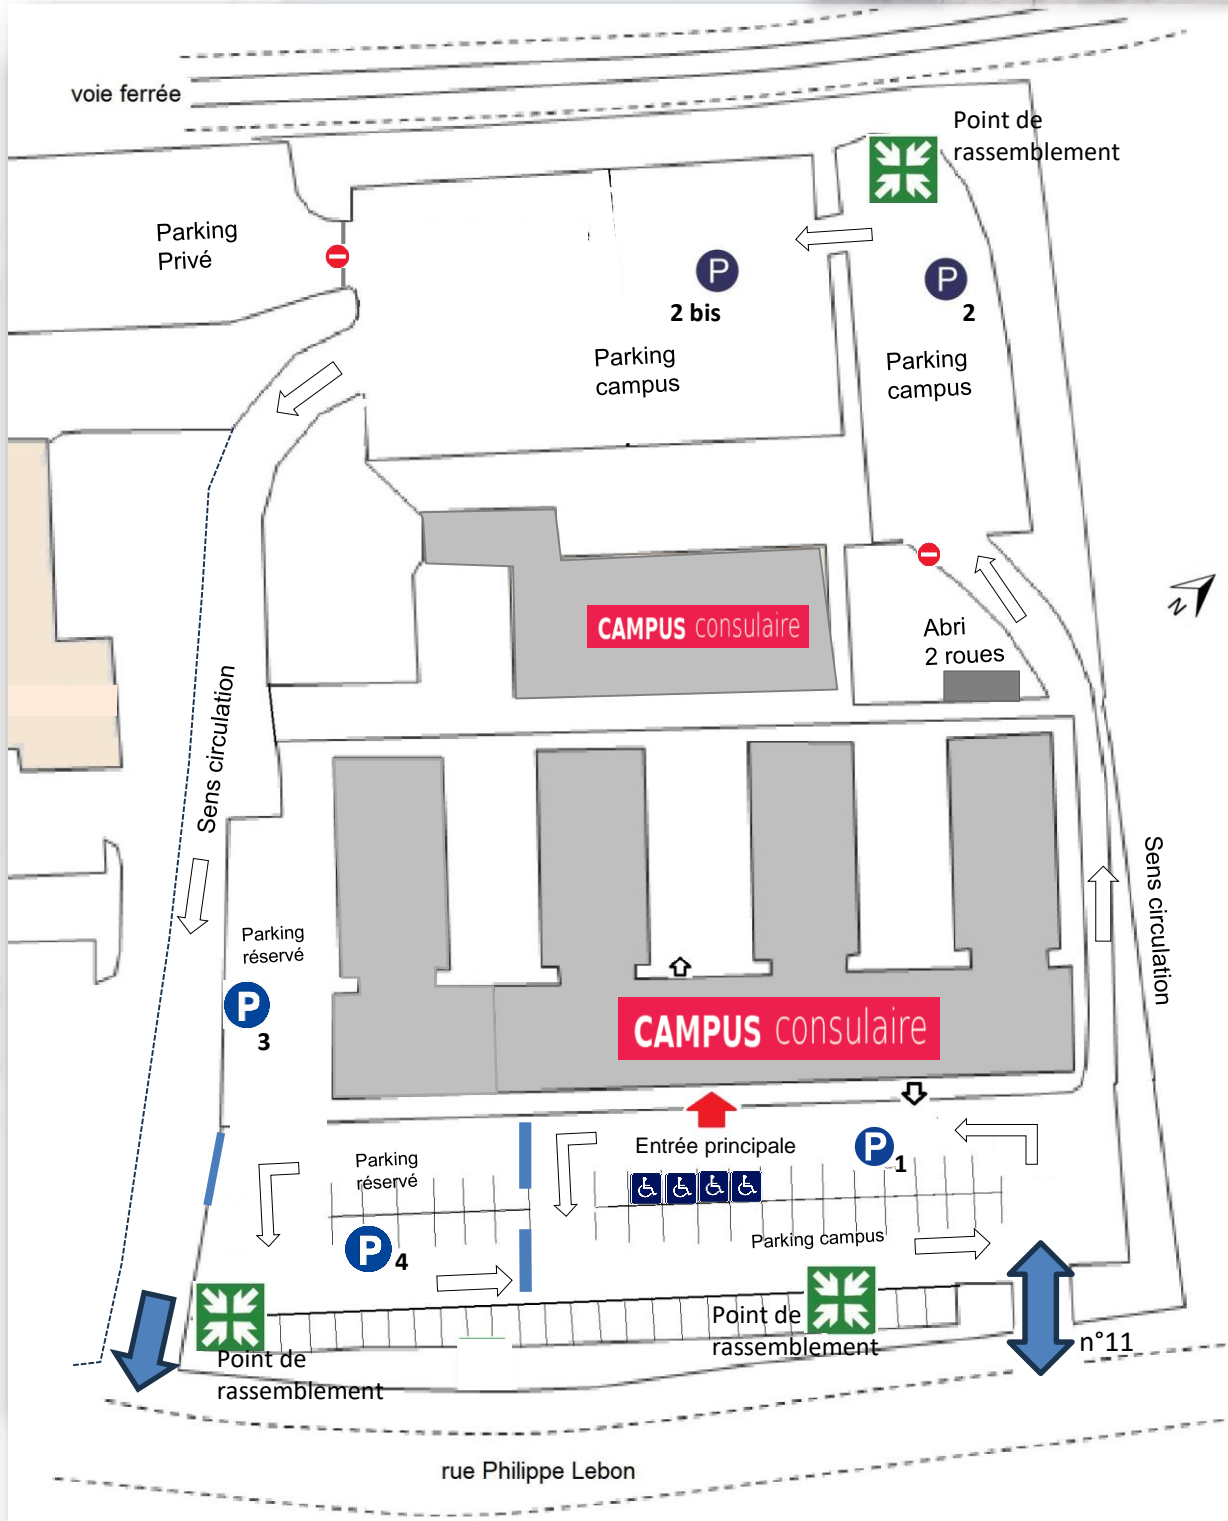 voie ferrée
Point de
rassemblement
Parking
Privé
P
2 bis
P
2
Parking
campus
Parking
campus
N
CAMPUS consulaire
Abri
2 roues
Sens circulation
Sens circulation
Parking
réservé
P
3
CAMPUS consulaire
Entrée principale
P
1
Parking
réservé
P
4
Parking campus
Point de
rassemblement
n°11
Point de
rassemblement
rue Philippe Lebon